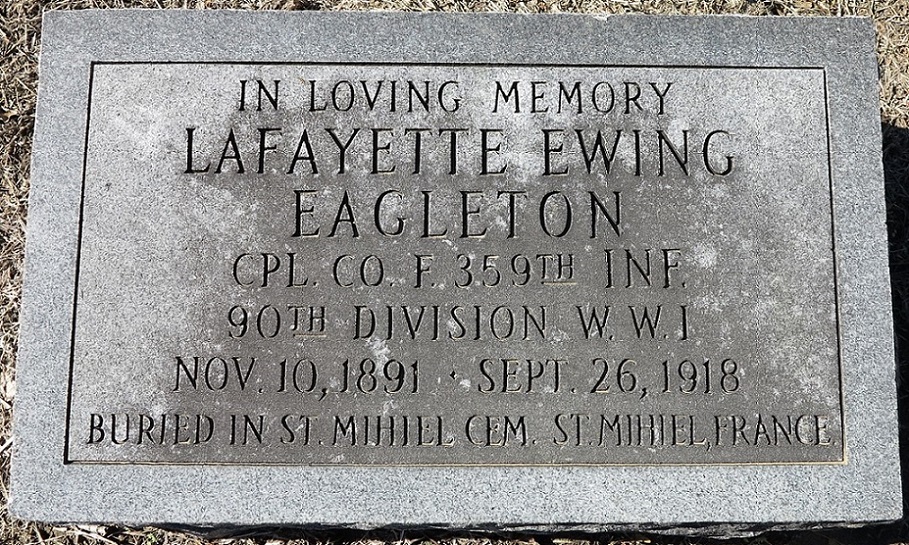 IN LOVING MEMORY
LAFAYETTE EWING
EAGLETON
CPL. CO. F. 359TH INF.
90TH DIVISION W. W. I
NOV. 10, 1891 · SEPT. 26, 1918
BURIED IN ST. MIHIEL CEM. ST. MIHIEL, FRANCE.